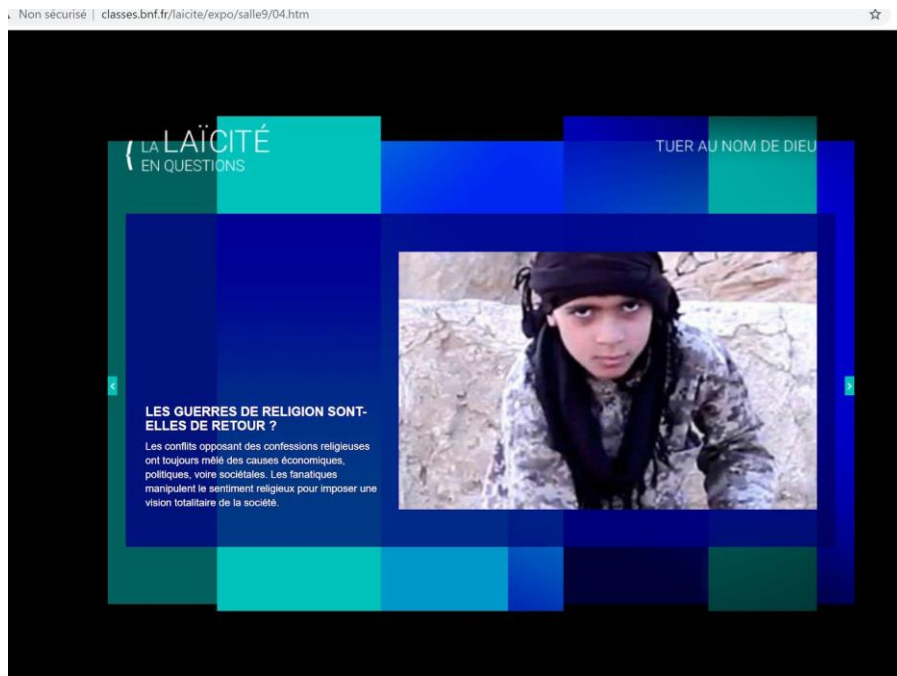 Non sécurisé | classes.bnf.fr/laicite/expo/salle9/04.htm
LA LAÏCITÉ
EN QUESTIONS
TUER AU NOM DE DIEU
LES GUERRES DE RELIGION SONT-
ELLES DE RETOUR ?
Les conflits opposant des confessions religieuses
ont toujours mêlé des causes économiques,
politiques, voire sociétales. Les fanatiques
manipulent le sentiment religieux pour imposer une
vision totalitaire de la société.